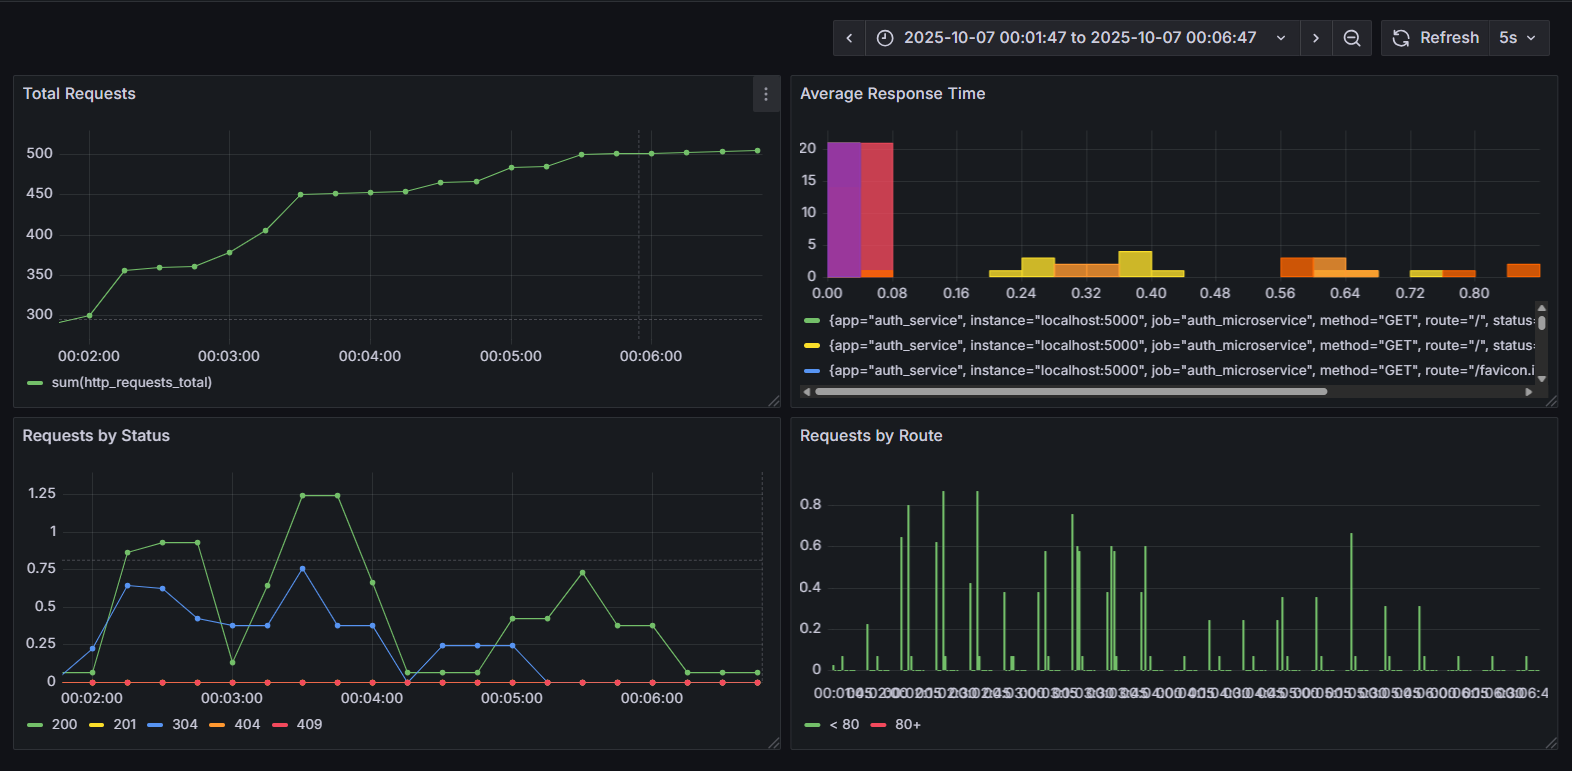 2025-10-07 00:01:47 to 2025-10-07 00:06:47 Refresh 5s
Total Requests
500
450
400
350
300
00:02:00 00:03:00 00:04:00 00:05:00 00:06:00
sum(http_requests_total)
Average Response Time
20
15
10
5
0
0.00 0.08 0.16 0.24 0.32 0.40 0.48 0.56 0.64 0.72 0.80
{app="auth_service", instance="localhost:5000", job="auth_microservice", method="GET", route="/", status=
{app="auth_service", instance="localhost:5000", job="auth_microservice", method="GET", route="/", status=
{app="auth_service", instance="localhost:5000", job="auth_microservice", method="GET", route="/favicon.i
Requests by Status
1.25
1
0.75
0.5
0.25
0
00:02:00 00:03:00 00:04:00 00:05:00 00:06:00
200 201 304 404 409
Requests by Route
0.8
0.6
0.4
0.2
0
< 80 80+